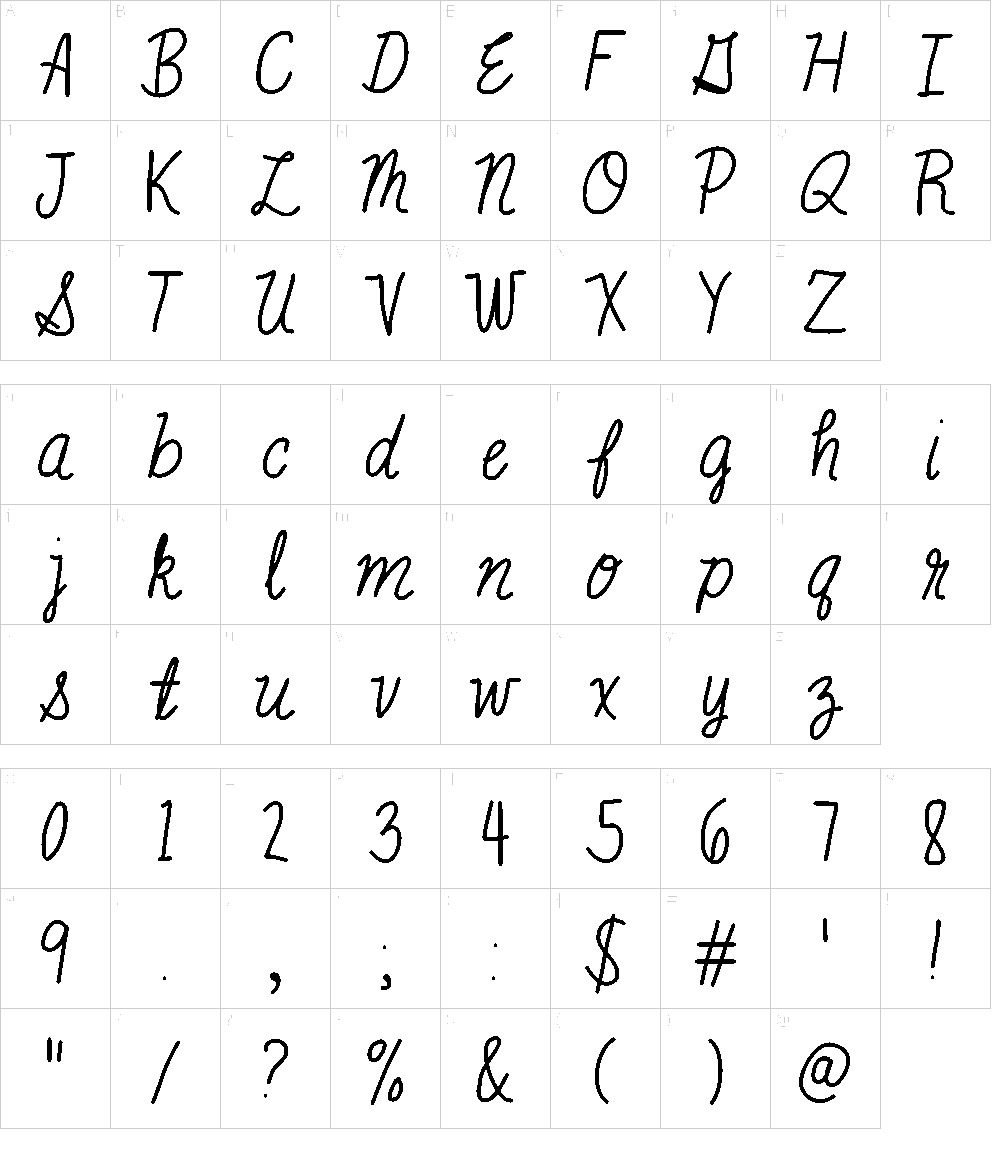 A B C D E F G H I
J K L M N O P Q R
S T U V W X Y Z
a b c d e f g h i
j k l m n o p q r
s t u v w x y z
0 1 2 3 4 5 6 7 8
9 . , ; : $ # ' !
" / ? % & ( ) @